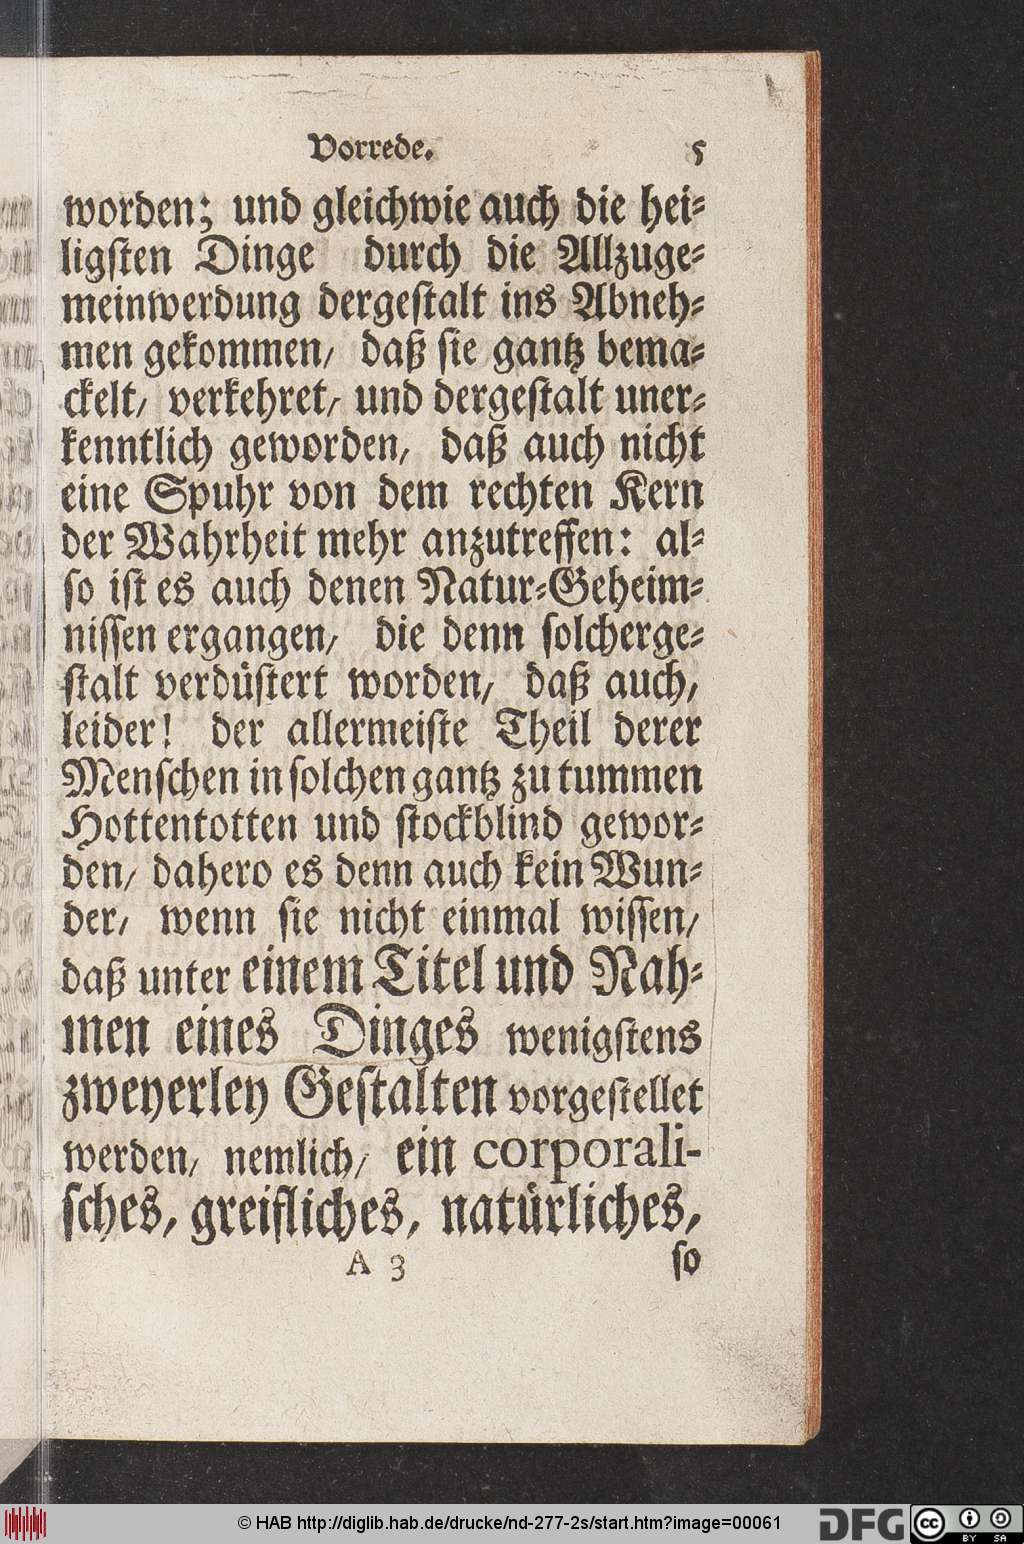 Vorrede. 5
worden; und gleichwie auch die hei⸗
ligſten Dinge durch die Allzuge⸗
meinwerdung dergeſtalt ins Abneh⸗
men gekommen/ daß ſie gantz bema⸗
ckelt/ verkehret/ und dergeſtalt uner⸗
kenntlich geworden/ daß auch nicht
eine Spuhr von dem rechten Kern
der Wahrheit mehr anzutreffen: al⸗
ſo iſt es auch denen Natur⸗Geheim⸗
niſſen ergangen/ die denn ſolcherge⸗
ſtalt verdüſtert worden/ daß auch/
leider! der allermeiſte Theil derer
Menſchen in ſolchen gantz zu tummen
Hottentotten und ſtockblind gewor⸗
den/ dahero es denn auch kein Wun⸗
der/ wenn ſie nicht einmal wiſſen/
daß unter einem Titel und Nah⸗
men eines Dinges wenigſtens
zweyerley Geſtalten vorgeſtellet
werden/ nemlich/ ein corporali-
ſches/ greifliches/ natürliches/
A 3 ſo
© HAB http://diglib.hab.de/drucke/nd-277-2s/start.htm?image=00061
DFG cc BY SA